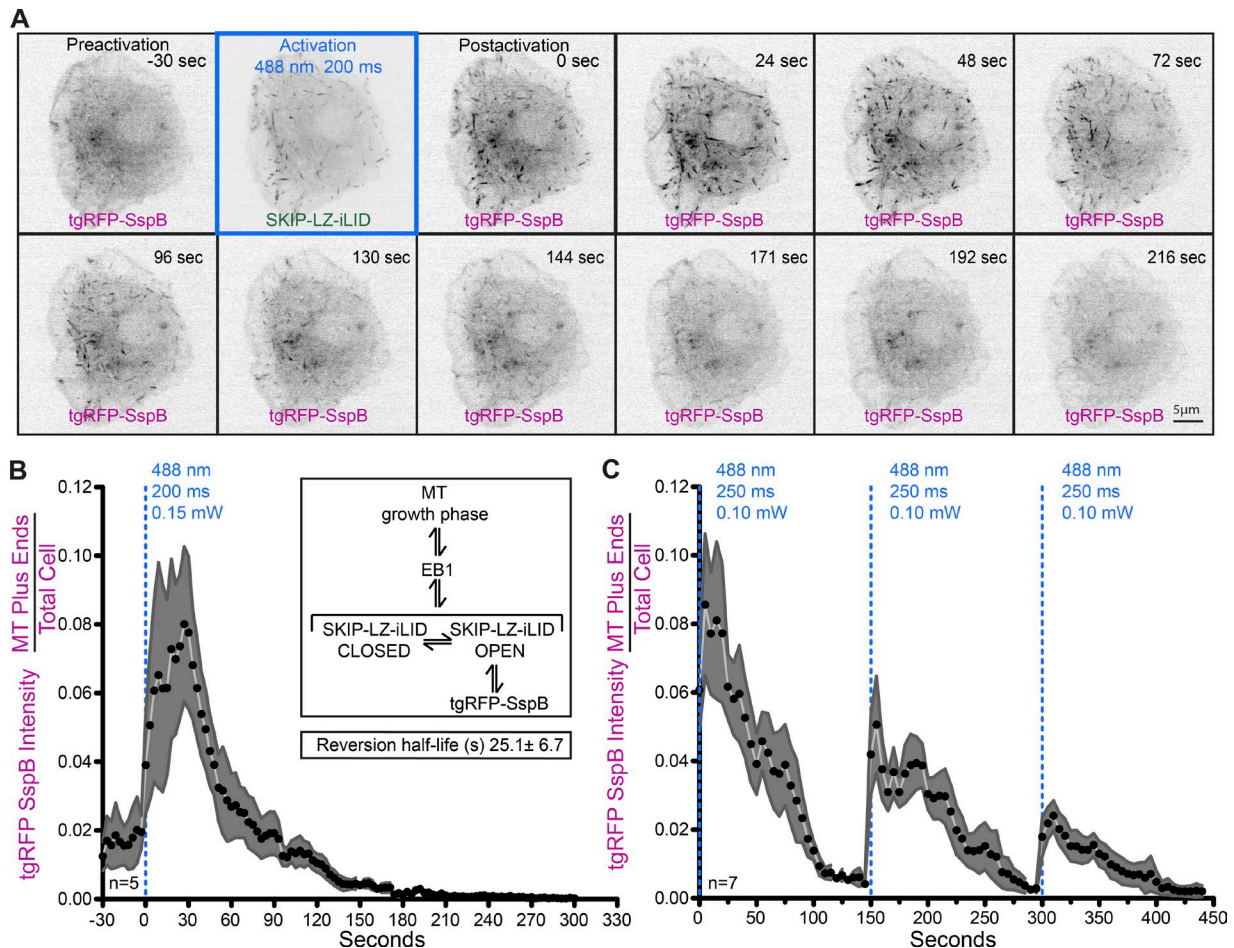 A
Preactivation
-30 sec
tgRFP-SspB
Activation
488 nm 200 ms
SKIP-LZ-iLID
Postactivation
0 sec
tgRFP-SspB
24 sec
tgRFP-SspB
48 sec
tgRFP-SspB
72 sec
tgRFP-SspB
96 sec
tgRFP-SspB
130 sec
tgRFP-SspB
144 sec
tgRFP-SspB
171 sec
tgRFP-SspB
192 sec
tgRFP-SspB
216 sec
tgRFP-SspB
5µm
B
488 nm
200 ms
0.15 mW
tgRFP SspB Intensity MT Plus Ends
Total Cell
0.12
0.10
0.08
0.06
0.04
0.02
0.00
n=5
-30 0 30 60 90 120 150 180 210 240 270 300 330
Seconds
MT
growth phase
EB1
SKIP-LZ-iLID SKIP-LZ-iLID
CLOSED OPEN
tgRFP-SspB
Reversion half-life (s) 25.1± 6.7
C
488 nm
250 ms
0.10 mW
488 nm
250 ms
0.10 mW
488 nm
250 ms
0.10 mW
tgRFP SspB Intensity MT Plus Ends
Total Cell
0.12
0.10
0.08
0.06
0.04
0.02
0.00
n=7
0 50 100 150 200 250 300 350 400 450
Seconds